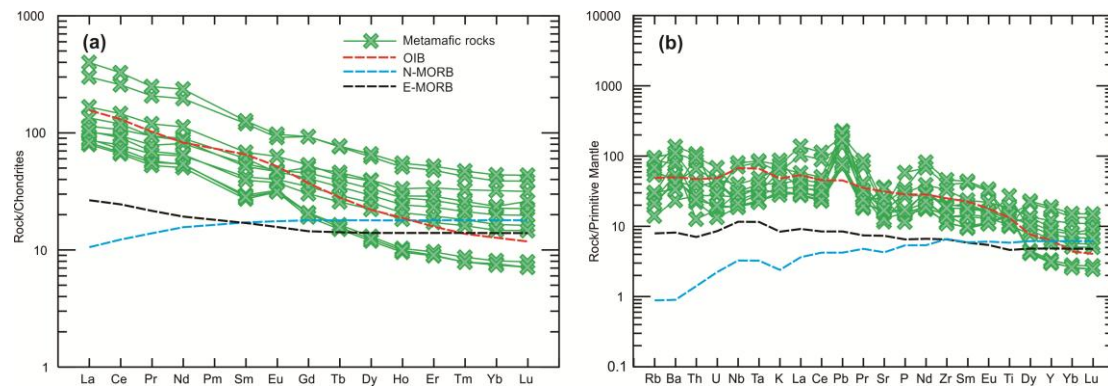 (a)
Metamafic rocks
OIB
N-MORB
E-MORB
Rock/Chondrites
1000
100
10
1
La Ce Pr Nd Pm Sm Eu Gd Tb Dy Ho Er Tm Yb Lu
(b)
Rock/Primitive Mantle
10000
1000
100
10
1
0.1
Rb Ba Th U Nb Ta K La Ce Pb Pr Sr P Nd Zr Sm Eu Ti Dy Y Yb Lu